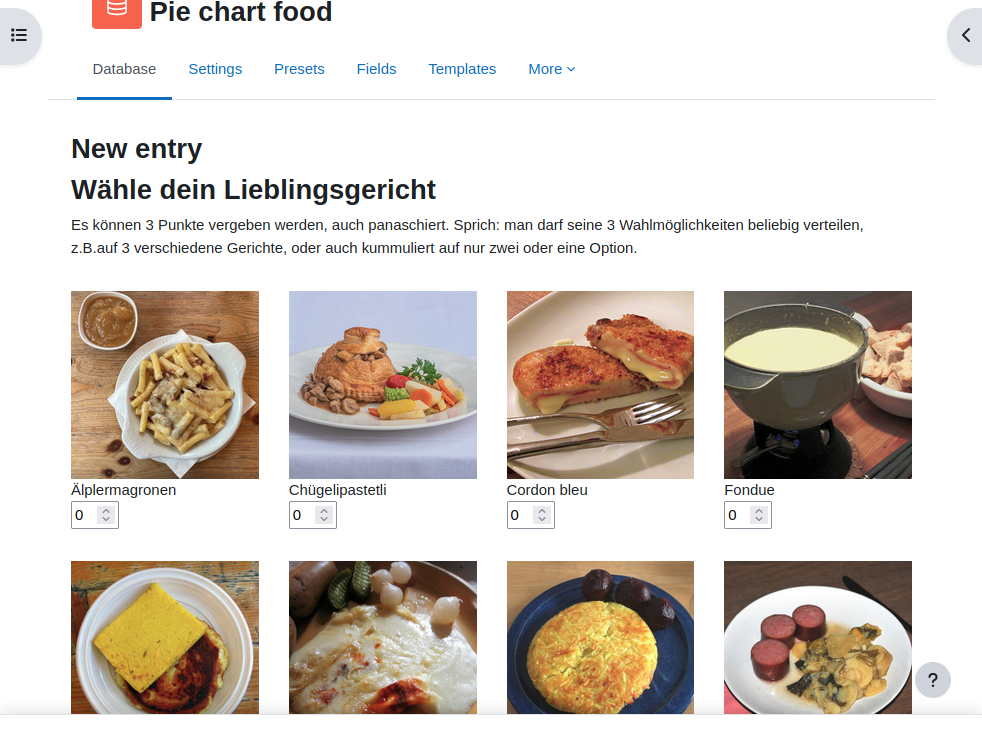 Pie chart food
Database Settings Presets Fields Templates More
New entry
Wähle dein Lieblingsgericht
Es können 3 Punkte vergeben werden, auch panaschiert. Sprich: man darf seine 3 Wahlmöglichkeiten beliebig verteilen,
z.B.auf 3 verschiedene Gerichte, oder auch kummuliert auf nur zwei oder eine Option.
Älplermagronen Chügelipastetli Cordon bleu Fondue
0 0 0 0
?